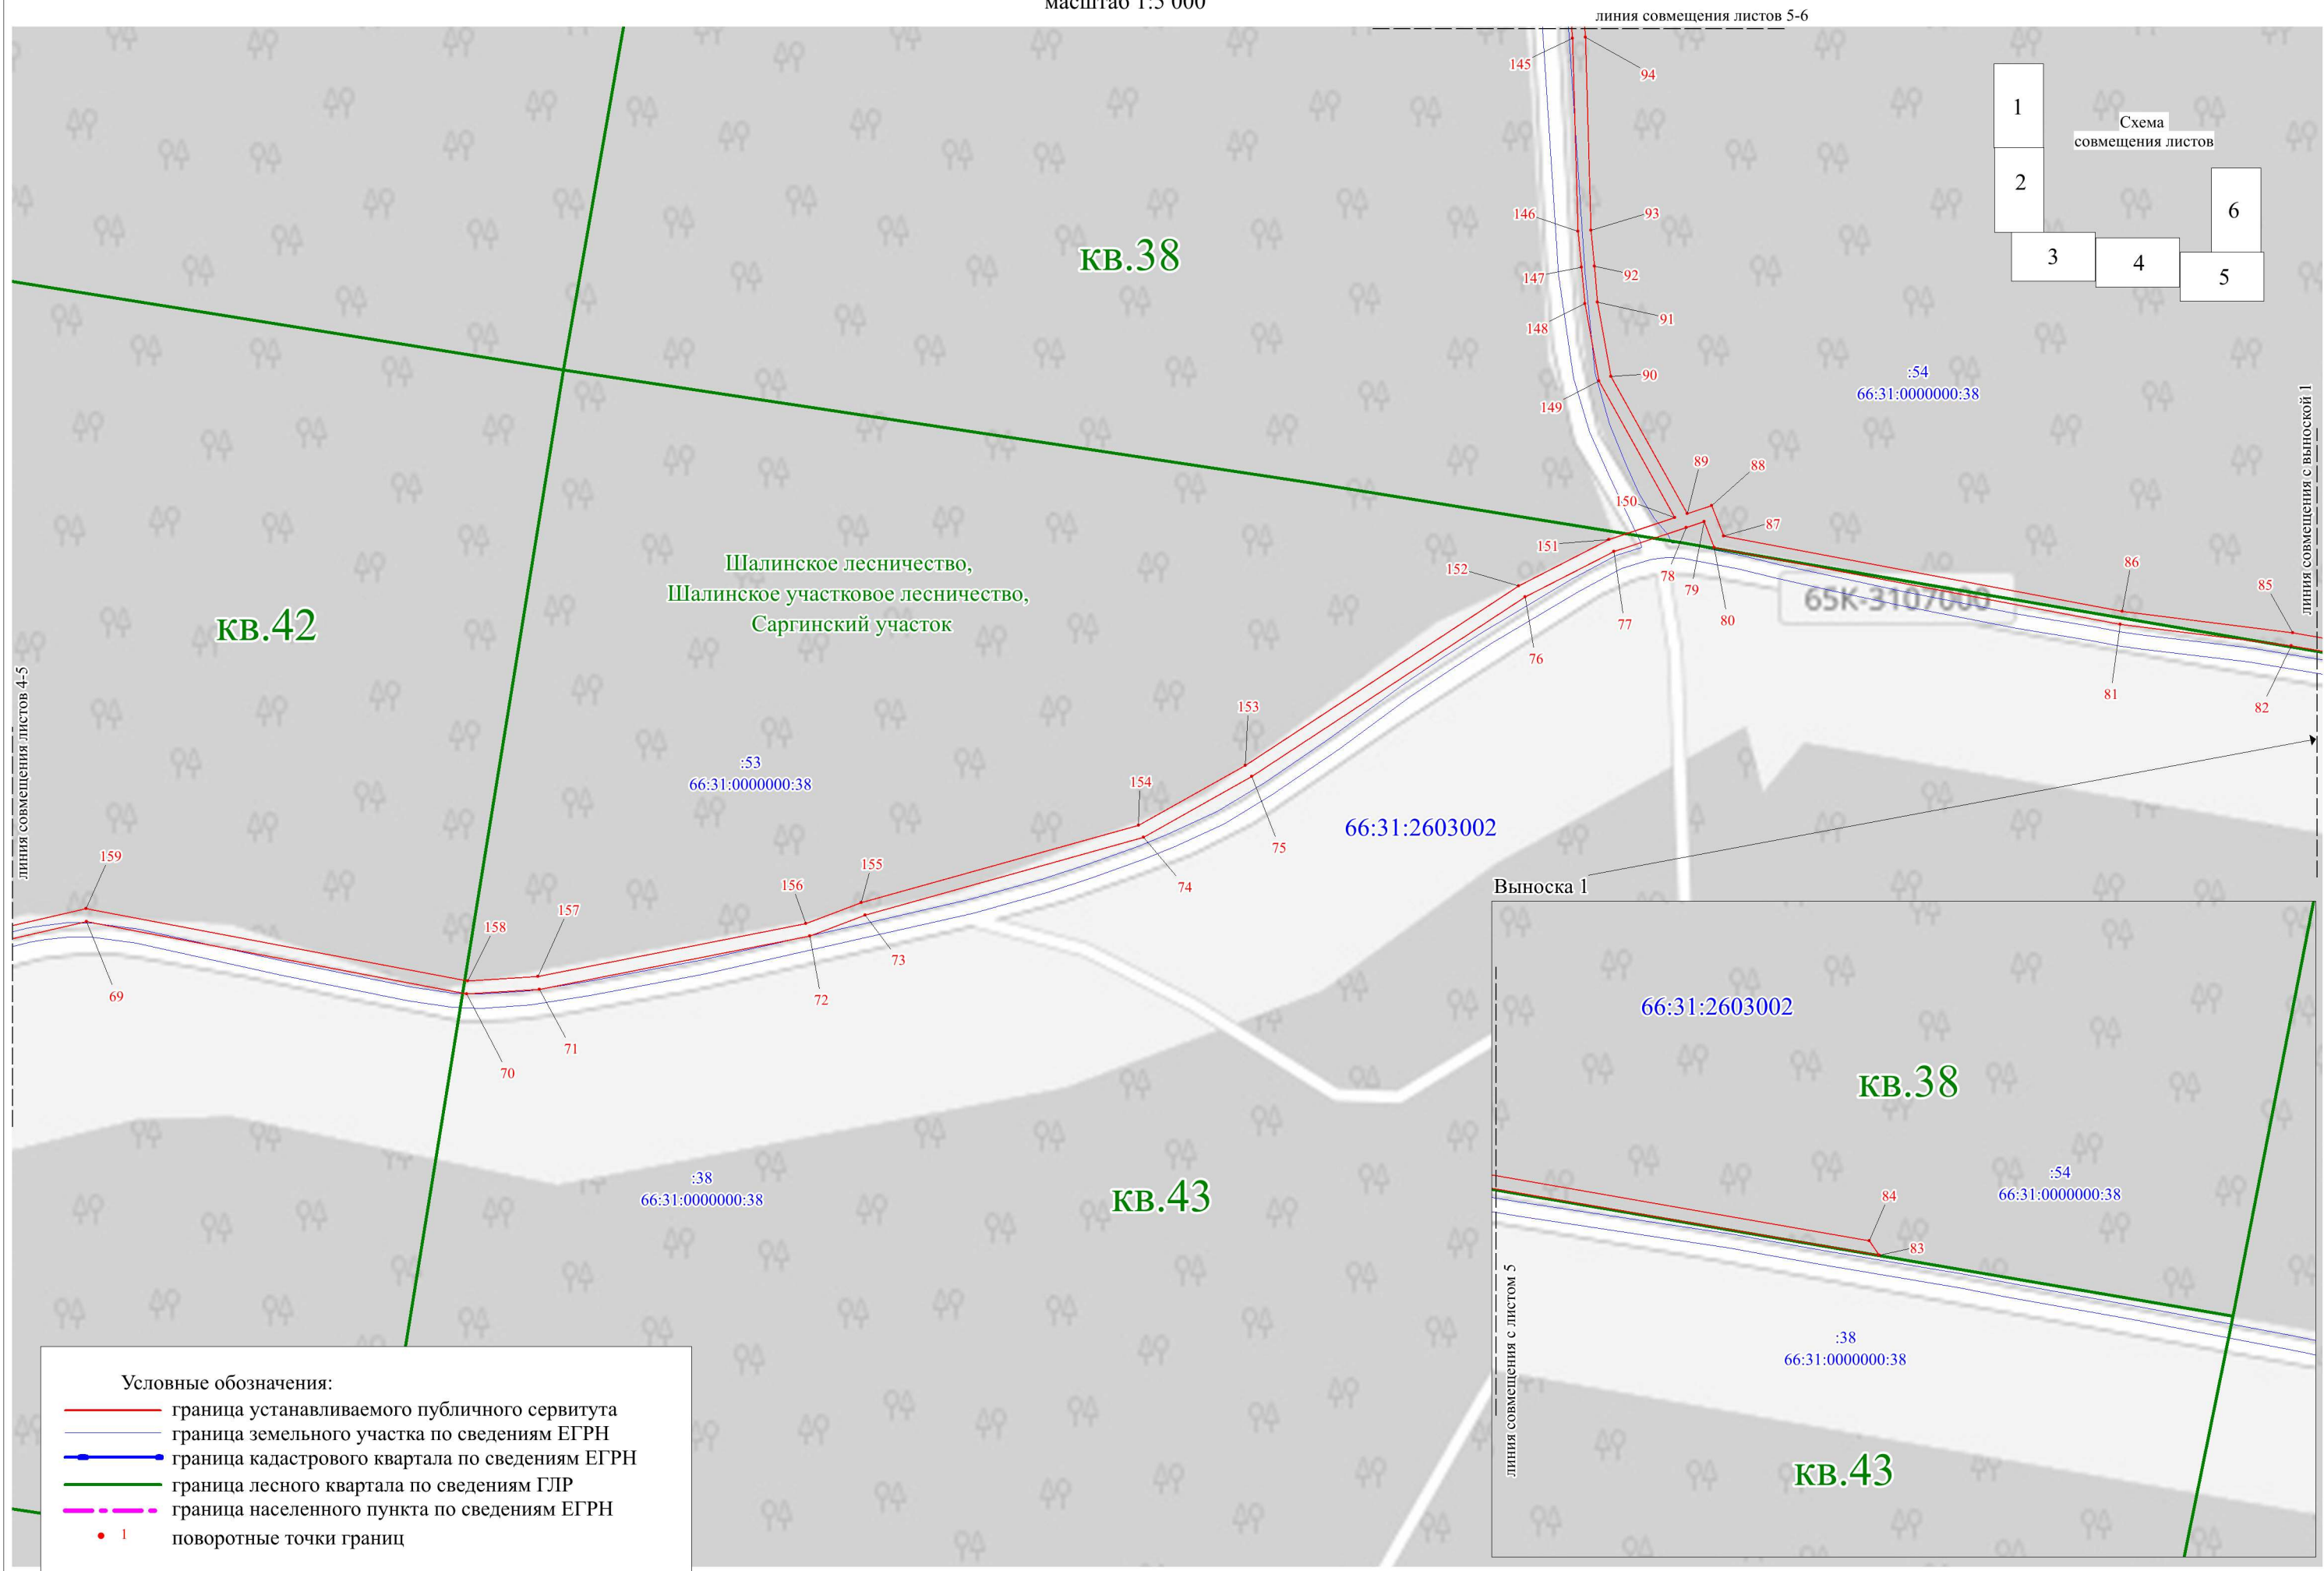 масштаб 1:5 000
линия совмещения листов 5-6
145
94
1
Схема
совмещения листов
2
6
3
4
5
146
93
кв.38
147
92
91
148
90
:54
66:31:0000000:38
149
линия совмещения с выноской 1
89
88
150
87
151
152
78
79
80
86
85
65К-3107000
77
76
81
82
Шалинское лесничество,
Шалинское участковое лесничество,
Саргинский участок
кв.42
линия совмещения листов 4-5
153
:53
66:31:0000000:38
154
66:31:2603002
75
74
159
155
156
157
158
73
69
72
71
70
Выноска 1
66:31:2603002
кв.38
:54
66:31:0000000:38
84
83
:38
66:31:0000000:38
линия совмещения с листом 5
кв.43
:38
66:31:0000000:38
кв.43
Условные обозначения:
граница устанавливаемого публичного сервитута
граница земельного участка по сведениям ЕГРН
граница кадастрового квартала по сведениям ЕГРН
граница лесного квартала по сведениям ГЛР
граница населенного пункта по сведениям ЕГРН
1 поворотные точки границ